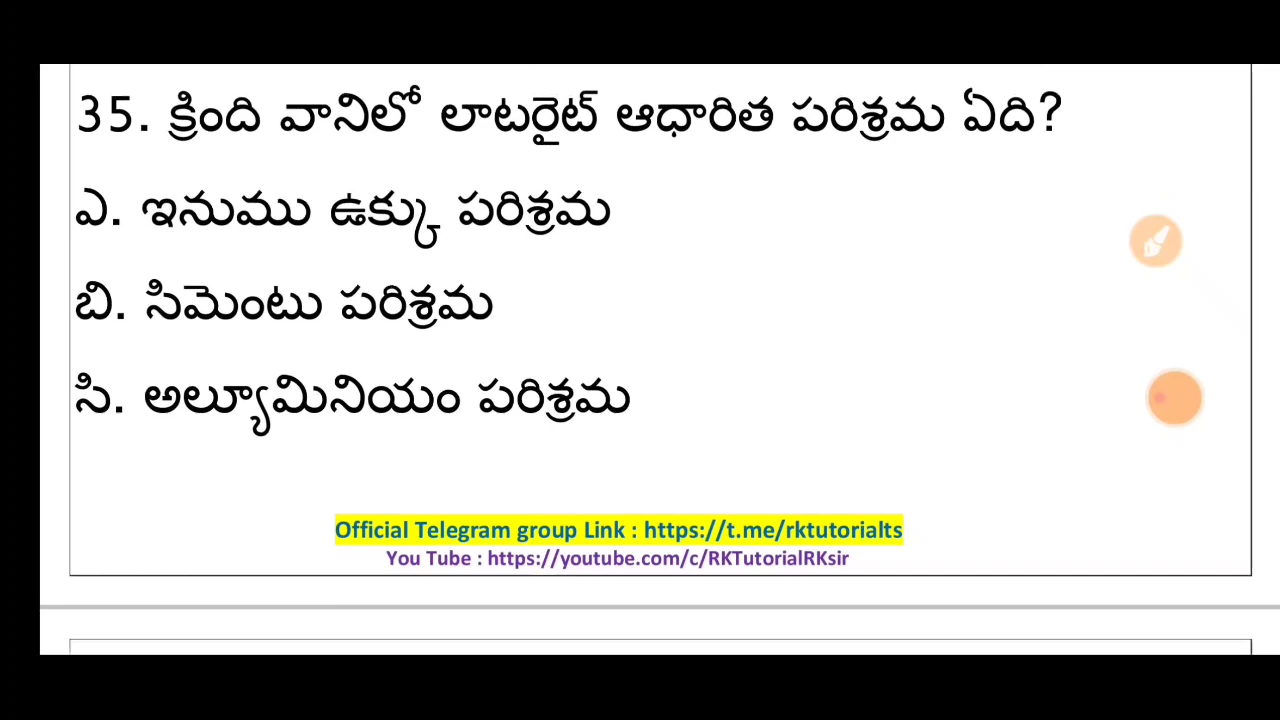 35. క్రింది వానిలో లాటరైట్ ఆధారిత పరిశ్రమ ఏది?
ఎ. ఇనుము ఉక్కు పరిశ్రమ
బి. సిమెంటు పరిశ్రమ
సి. అల్యూమినియం పరిశ్రమ
Official Telegram group Link : https://t.me/rktutorialts
You Tube : https://youtube.com/c/RKTutorialRKsir